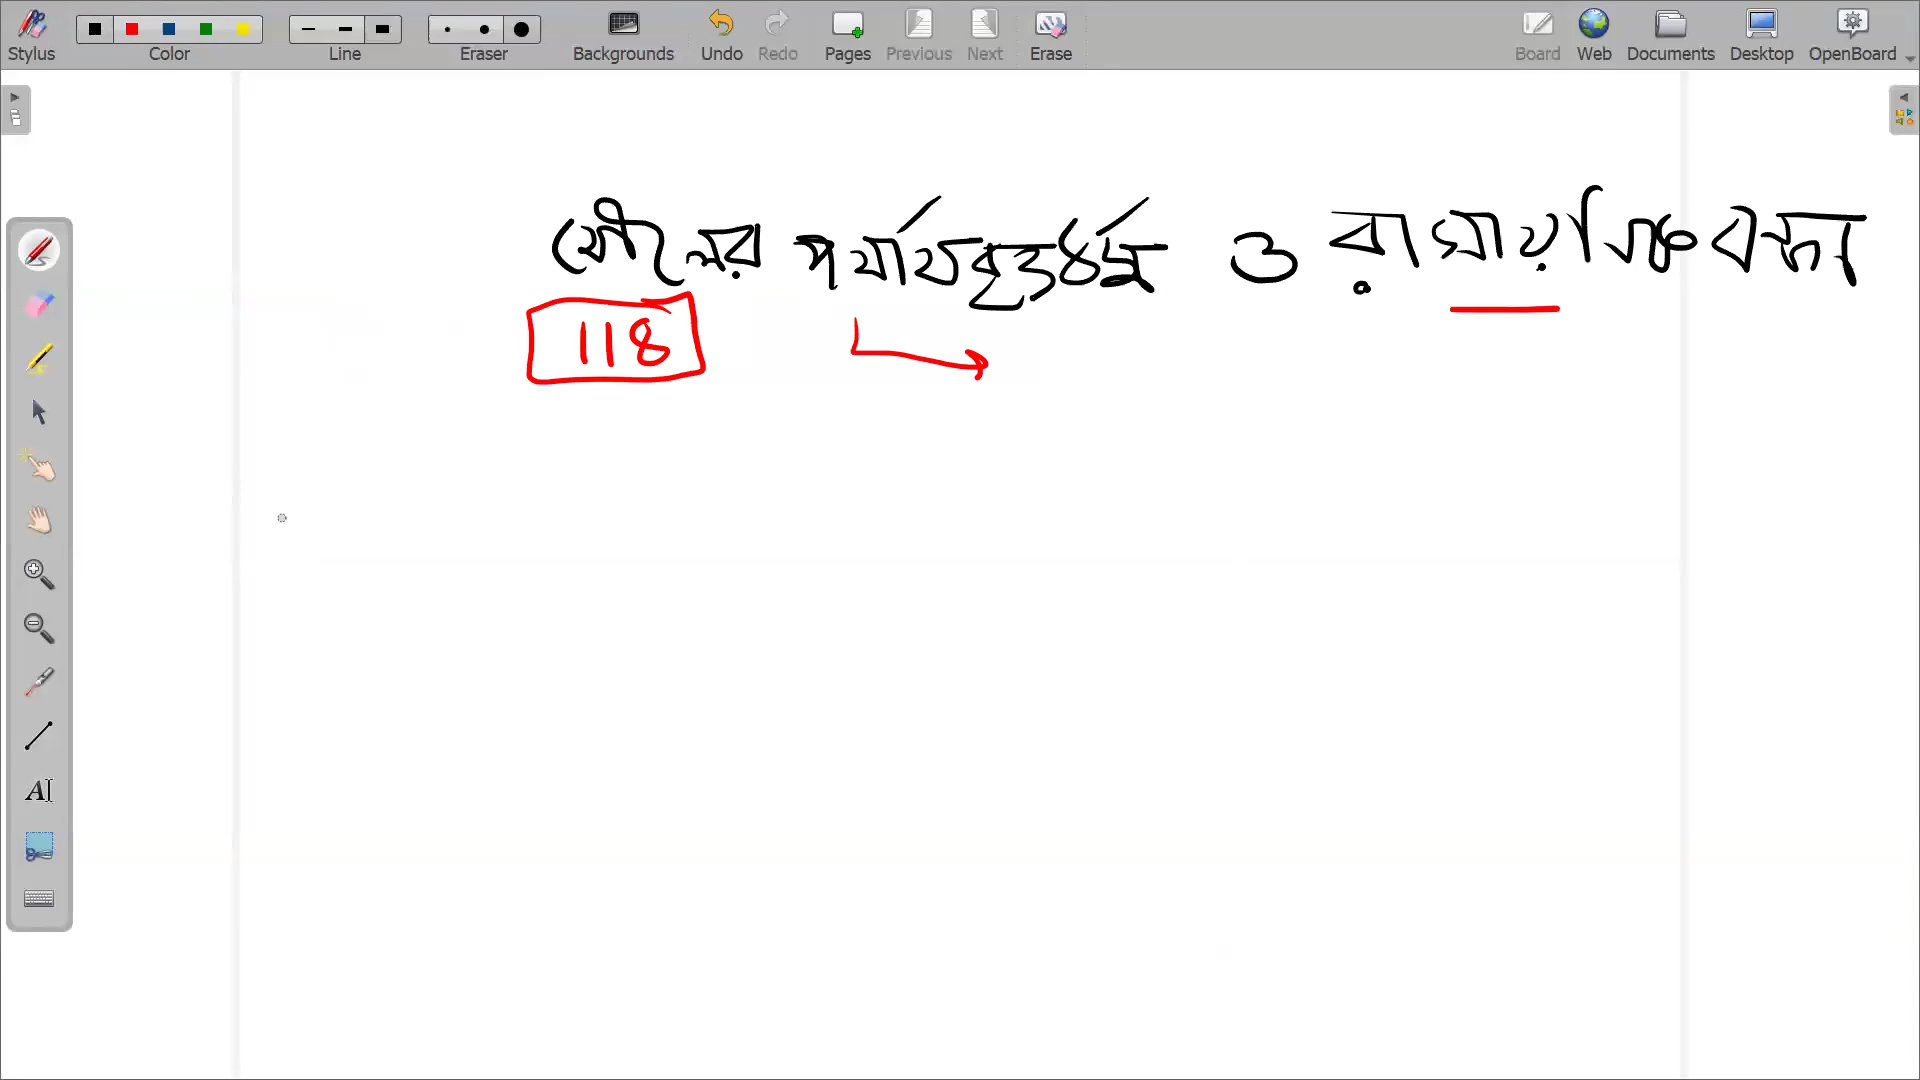 Stylus Color Line Eraser Backgrounds Undo Redo Pages Previous Next Erase Board Web Documents Desktop OpenBoard
মৌলের পর্যায়বৃত্ত ধর্ম ও রাসায়নিক বন্ধন
118